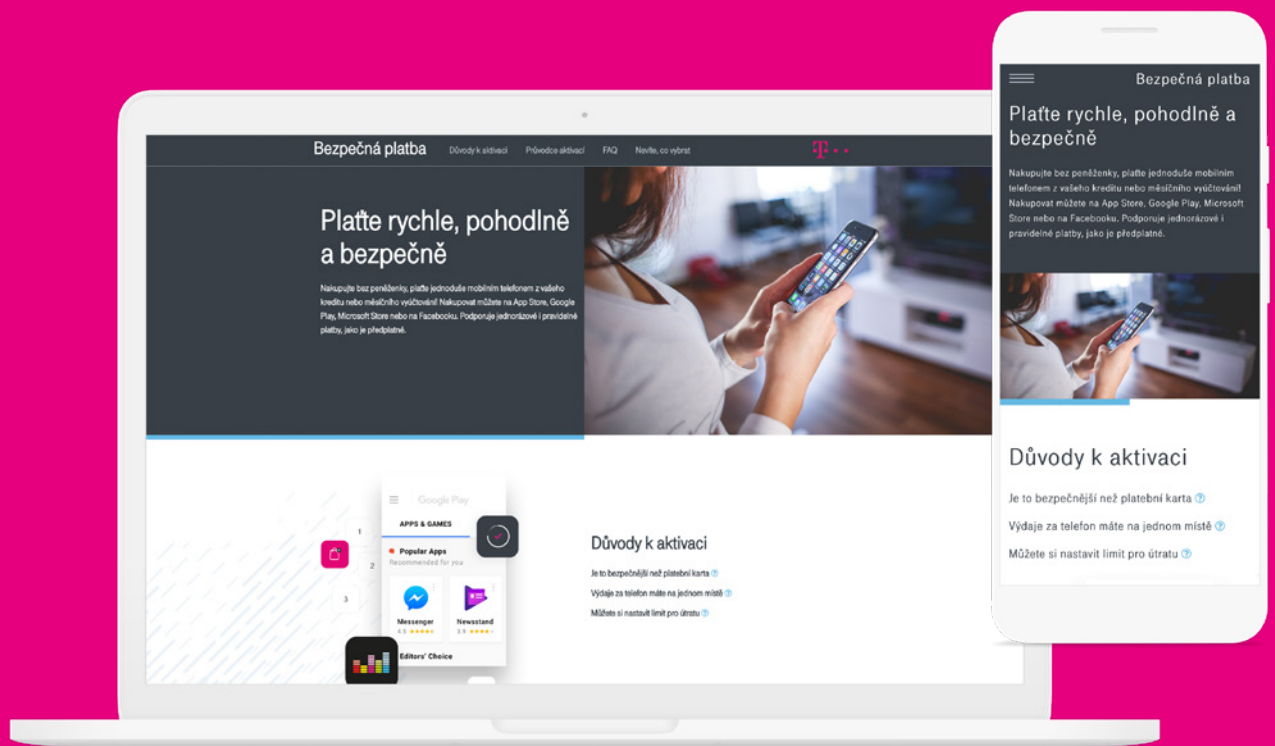 Bezpečná platba
Důvody k aktivaci
Průvodce aktivací
FAQ
Nevíte, co vybrat
T
Plaťte rychle, pohodlně
a bezpečně
Nakupujte bez peněženky, plaťte jednoduše mobilním telefonem z vašeho
kreditu nebo měsíčního vyúčtování! Nakupovat můžete na App Store, Google
Play, Microsoft Store nebo na Facebooku. Podporuje jednorázové i pravidelné
platby, jako je předplatné.
Google Play
APPS & GAMES
Popular Apps
Recommended for you
1
2
3
Messenger
4.3
Newsstand
3.9
Editors' Choice
Důvody k aktivaci
Je to bezpečnější než platební karta ?
Výdaje za telefon máte na jednom místě ?
Můžete si nastavit limit pro útratu ?
Bezpečná platba
Plaťte rychle, pohodlně a
bezpečně
Nakupujte bez peněženky, plaťte jednoduše mobilním
telefonem z vašeho kreditu nebo měsíčního vyúčtování!
Nakupovat můžete na App Store, Google Play, Microsoft
Store nebo na Facebooku. Podporuje jednorázové i
pravidelné platby, jako je předplatné.
Důvody k aktivaci
Je to bezpečnější než platební karta ?
Výdaje za telefon máte na jednom místě ?
Můžete si nastavit limit pro útratu ?